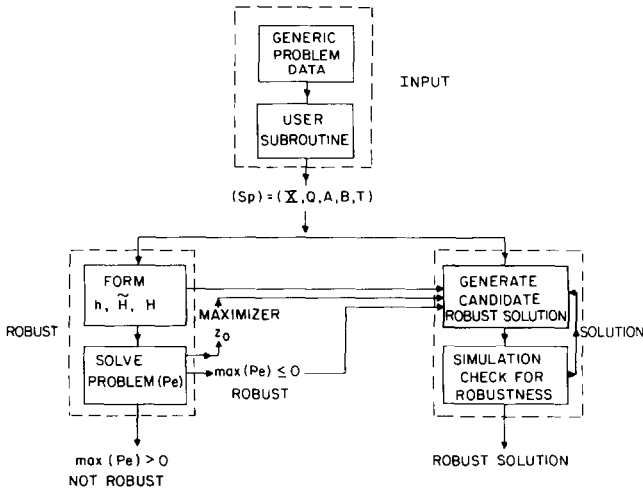 GENERIC
PROBLEM
DATA
INPUT
USER
SUBROUTINE
(Sp) = (X̄, Q, A, B, T)
FORM
h, H̃, H
GENERATE
CANDIDATE
ROBUST SOLUTION
MAXIMIZER
z₀
ROBUST
SOLUTION
SOLVE
PROBLEM (Pe)
max (Pe) ≤ 0
ROBUST
SIMULATION
CHECK FOR
ROBUSTNESS
max (Pe) > 0
NOT ROBUST
ROBUST SOLUTION